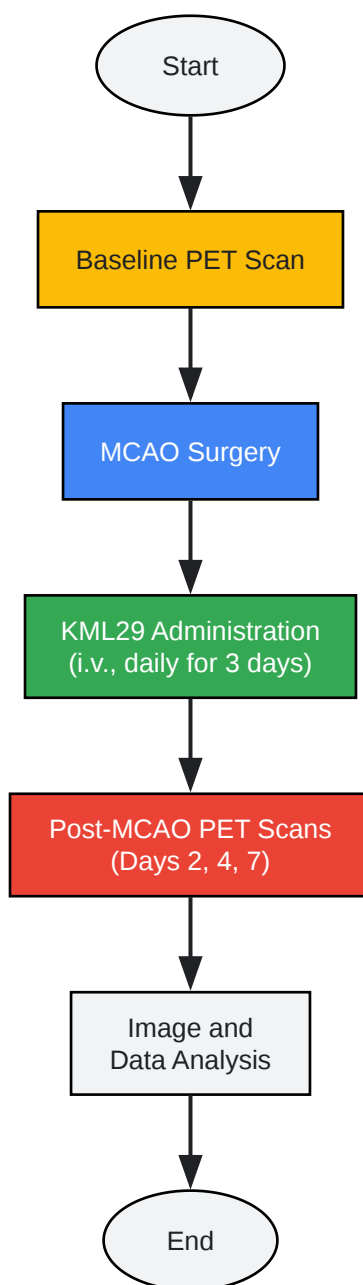 Start
Baseline PET Scan
MCAO Surgery
KML29 Administration
(i.v., daily for 3 days)
Post-MCAO PET Scans
(Days 2, 4, 7)
Image and
Data Analysis
End